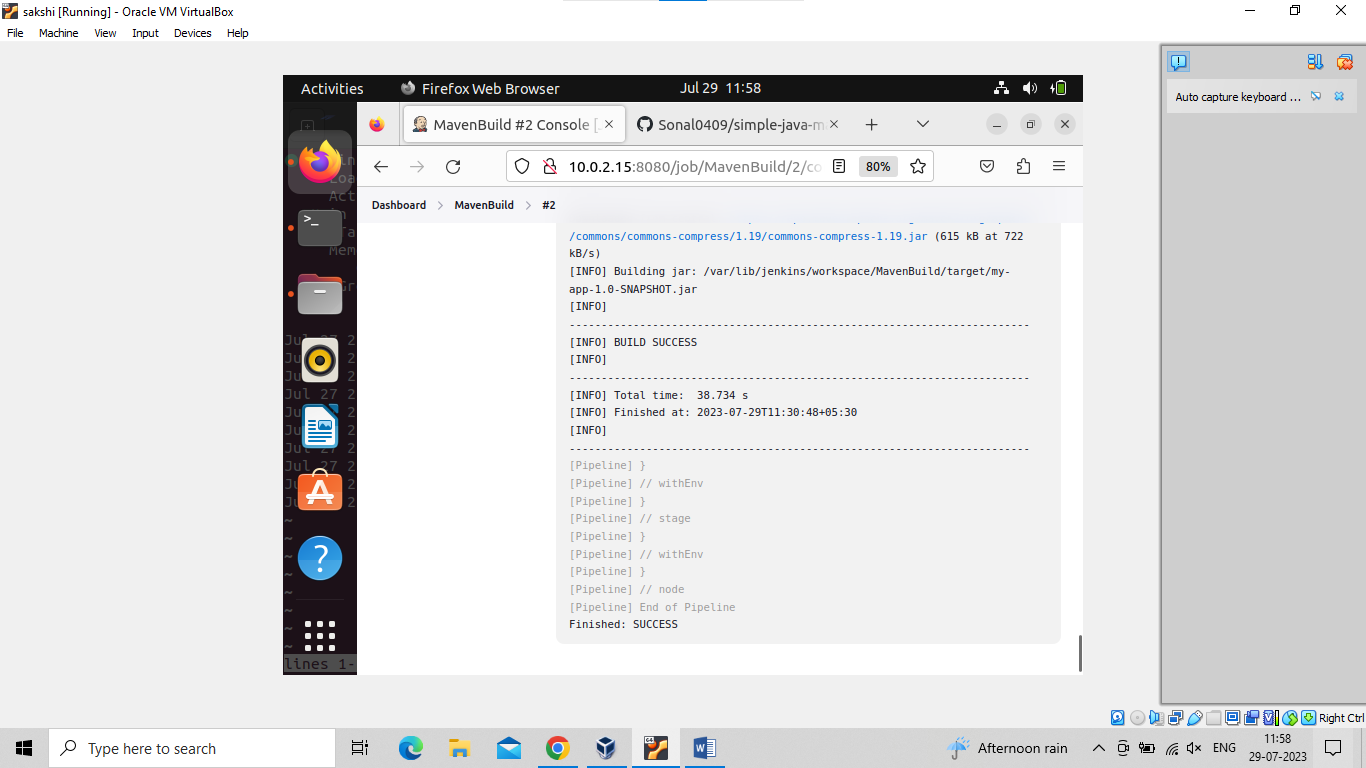 sakshi [Running] - Oracle VM VirtualBox
File Machine View Input Devices Help
Auto capture keyboard ...
Activities Firefox Web Browser Jul 29 11:58
MavenBuild #2 Console [
Sonal0409/simple-java-m
10.0.2.15:8080/job/MavenBuild/2/co 80%
Dashboard MavenBuild #2
/commons/commons-compress/1.19/commons-compress-1.19.jar (615 kB at 722
kB/s)
[INFO] Building jar: /var/lib/jenkins/workspace/MavenBuild/target/my-
app-1.0-SNAPSHOT.jar
[INFO]
------------------------------------------------------------------------
[INFO] BUILD SUCCESS
[INFO]
------------------------------------------------------------------------
[INFO] Total time:  38.734 s
[INFO] Finished at: 2023-07-29T11:30:48+05:30
[INFO]
------------------------------------------------------------------------
[Pipeline] }
[Pipeline] // withEnv
[Pipeline] }
[Pipeline] // stage
[Pipeline] }
[Pipeline] // withEnv
[Pipeline] }
[Pipeline] // node
[Pipeline] End of Pipeline
Finished: SUCCESS
Jul 27 2
lines 1-
Right Ctrl
Type here to search
Afternoon rain
ENG
11:58
29-07-2023